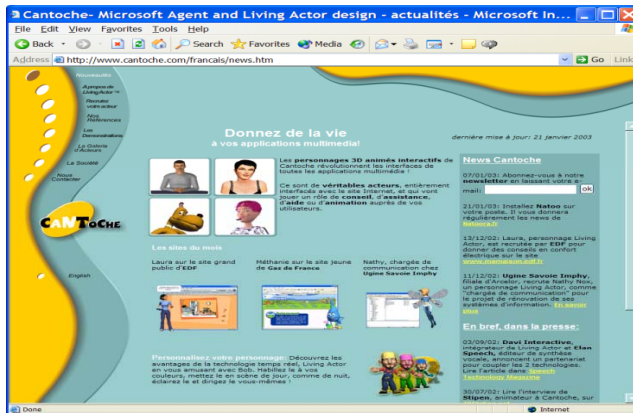 Cantoche- Microsoft Agent and Living Actor design - actualités - Microsoft In...
File Edit View Favorites Tools Help
Back Search Favorites Media
Address http://www.cantoche.com/francais/news.htm Go Link
Nouveautés
A propos de
Living Actor™
Recrutez
votre acteur
Nos
Références
Les
Démonstrations
La Galerie
d'Acteurs
La Société
Nous
Contacter
CANTOCHE
English
Donnez de la vie
à vos applications multimedia!
dernière mise à jour: 21 janvier 2003
Les personnages 3D animés interactifs de
Cantoche révolutionnent les interfaces de
toutes les applications multimédia !
Ce sont de véritables acteurs, entièrement
interfacés avec le site Internet, et qui vont
jouer un rôle de conseil, d'assistance,
d'aide ou d'animation auprès de vos
utilisateurs.
Les sites du mois
Laura sur le site grand
public d'EDF
Méthanie sur le site jeune
de Gaz de France
Nathy, chargée de
communication chez
Ugine Savoie Imphy
Personnalisez votre personnage: Découvrez les
avantages de la technologie temps réel, Living Actor
en vous amusant avec Bob. Habillez le à vos
couleurs, mettez le en scène de jour, comme de nuit,
éclairez le et dirigez le vous-mêmes !
News Cantoche
07/01/03: Abonnez-vous à notre
newsletter en laissant votre e-
mail: ok
21/01/03: Installez Natoo sur
votre poste. Il vous donnera
régulièrement les news de
13/12/02: Laura, personnage Living
Actor, est recrutée par EDF pour
donner des conseils en confort
électrique sur le site
www.mamaison.edf.fr
11/12/02: Ugine Savoie Imphy,
filiale d'Arcelor, recrute Nathy Nox,
un personnage Living Actor, comme
"chargée de communication" pour
le projet de rénovation de ses
systèmes d'information. En savoir
plus
En bref, dans la presse:
03/09/02: Davi Interactive,
intégrateur de Living Actor et Elan
Speech, éditeur de synthèse
vocale, annoncent un partenariat
pour coupler les 2 technologies.
Lire l'article dans Speech
Technology Magazine
30/07/02: Lire l'interview de
Stipen, animateur à Cantoche, sur
Done Internet